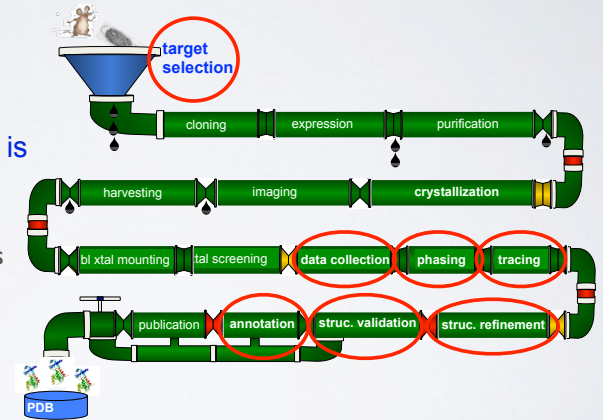 target
selection
cloning expression purification
is
harvesting imaging crystallization
s
bl xtal mounting tal screening data collection phasing tracing
publication annotation struc. validation struc. refinement
PDB